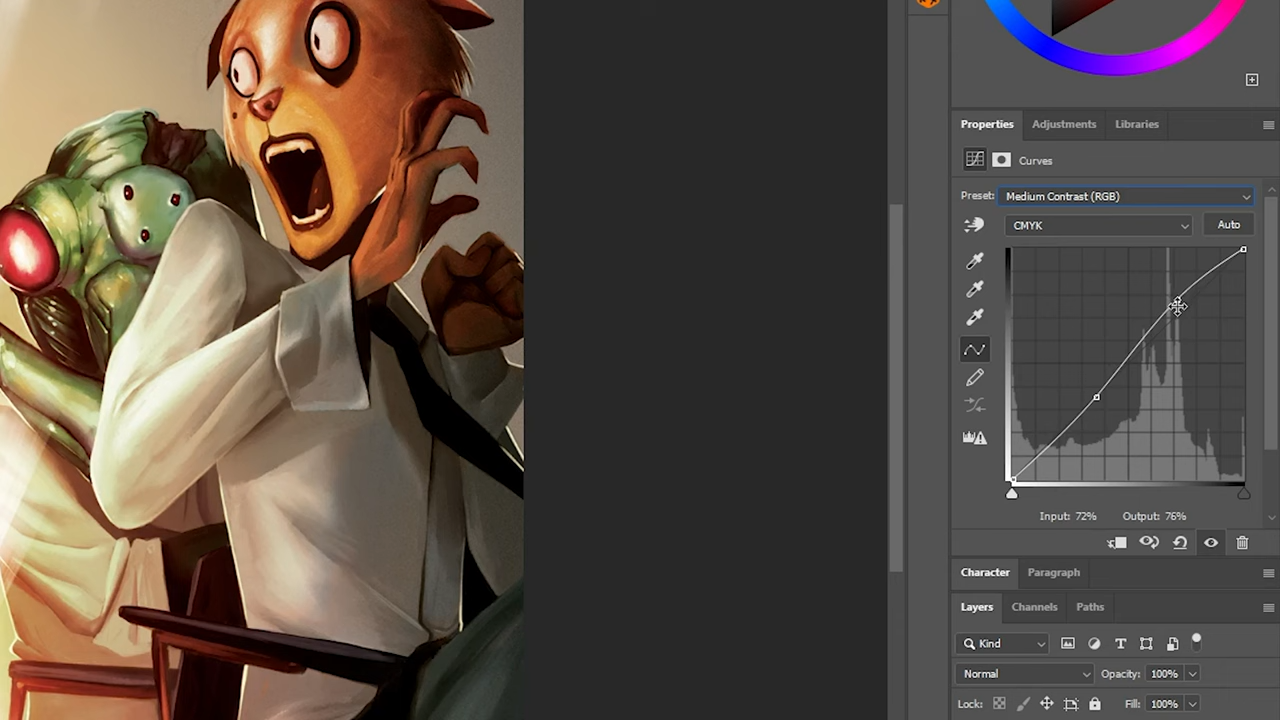 Properties Adjustments Libraries
Curves
Preset: Medium Contrast (RGB)
CMYK Auto
Input: 72% Output: 76%
Character Paragraph
Layers Channels Paths
Kind
Normal Opacity: 100%
Lock: Fill: 100%